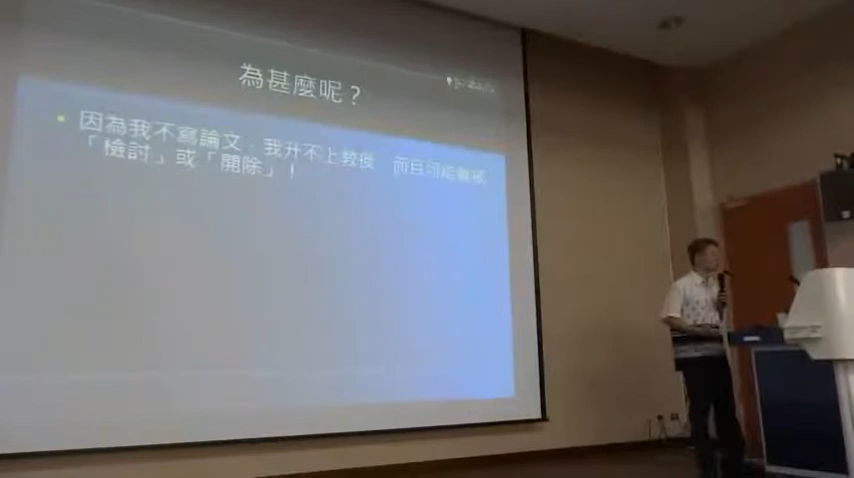 為甚麼呢？
因為我不寫論文，我升不上教授 而且可能會被
「檢討」或「開除」！